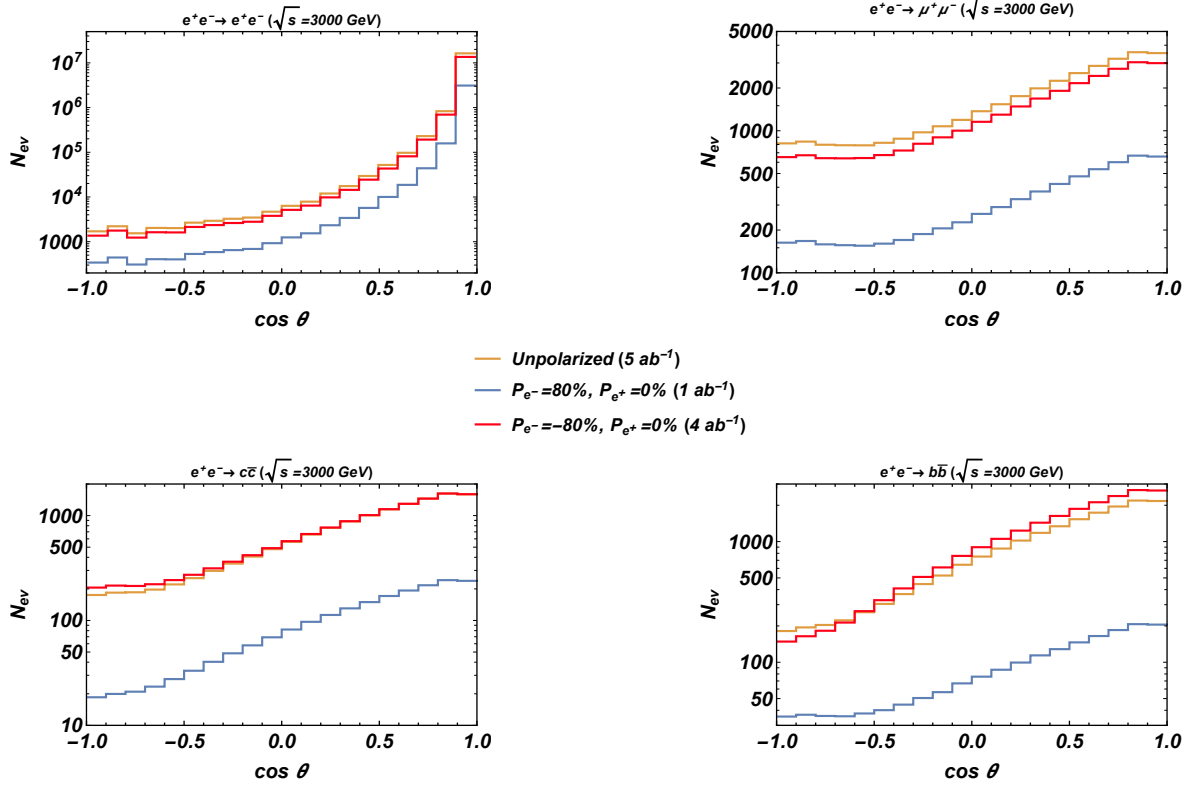 e⁺e⁻→ e⁺e⁻ (√s =3000 GeV)
10⁷
10⁶
10⁵
10⁴
1000
N_ev
−1.0 −0.5 0.0 0.5 1.0
cos θ
e⁺e⁻→ μ⁺μ⁻ (√s =3000 GeV)
5000
2000
1000
500
200
100
N_ev
−1.0 −0.5 0.0 0.5 1.0
cos θ
Unpolarized (5 ab⁻¹)
P_e⁻=80%, P_e⁺=0% (1 ab⁻¹)
P_e⁻=−80%, P_e⁺=0% (4 ab⁻¹)
e⁺e⁻→ cc̅ (√s =3000 GeV)
1000
500
100
50
10
N_ev
−1.0 −0.5 0.0 0.5 1.0
cos θ
e⁺e⁻→ bb̅ (√s =3000 GeV)
1000
500
100
50
N_ev
−1.0 −0.5 0.0 0.5 1.0
cos θ